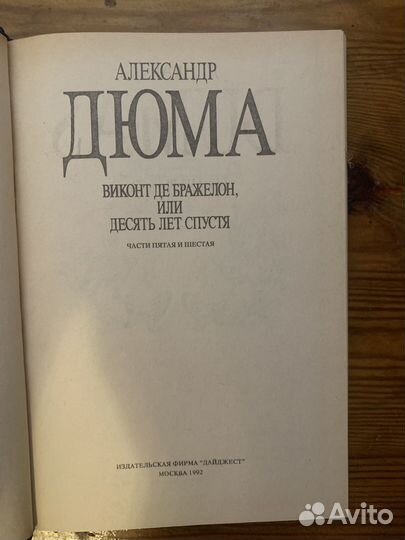 АЛЕКСАНДР
ДЮМА
ВИКОНТ ДЕ БРАЖЕЛОН,
ИЛИ
ДЕСЯТЬ ЛЕТ СПУСТЯ
ЧАСТИ ПЯТАЯ И ШЕСТАЯ
ИЗДАТЕЛЬСКАЯ ФИРМА "ДАЙДЖЕСТ"
МОСКВА 1992
Avito